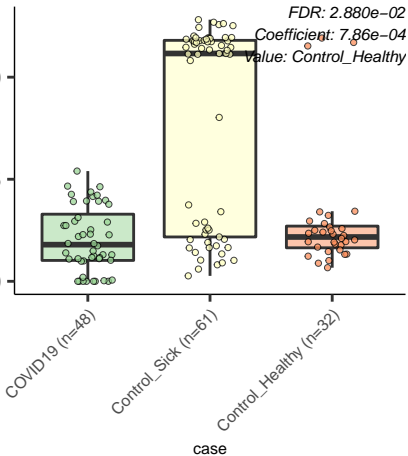 FDR: 2.880e−02
Coefficient: 7.86e−04
Value: Control_Healthy
COVID19 (n=48)
Control_Sick (n=61)
Control_Healthy (n=32)
case